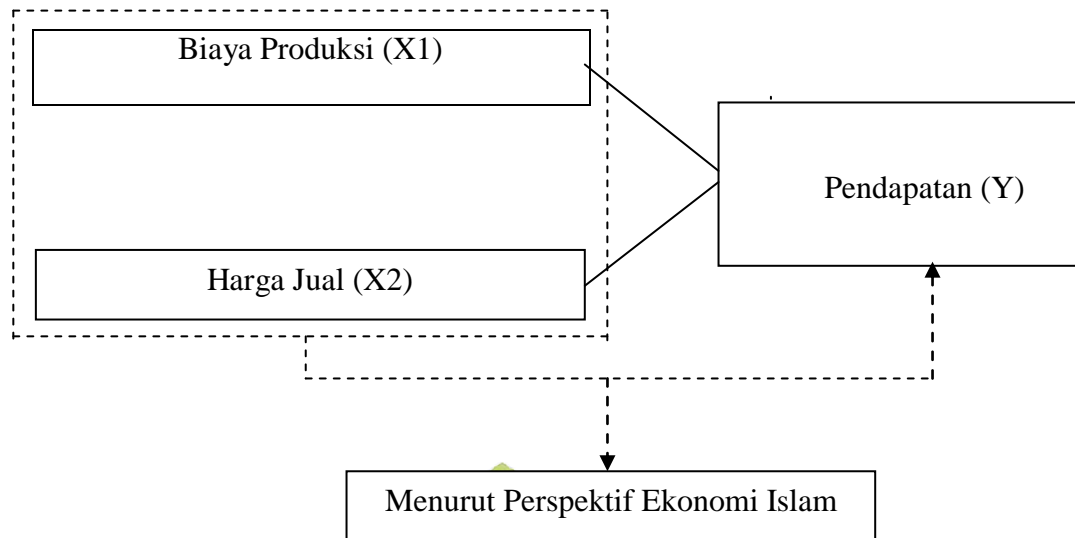 Biaya Produksi (X1)
Pendapatan (Y)
Harga Jual (X2)
Menurut Perspektif Ekonomi Islam